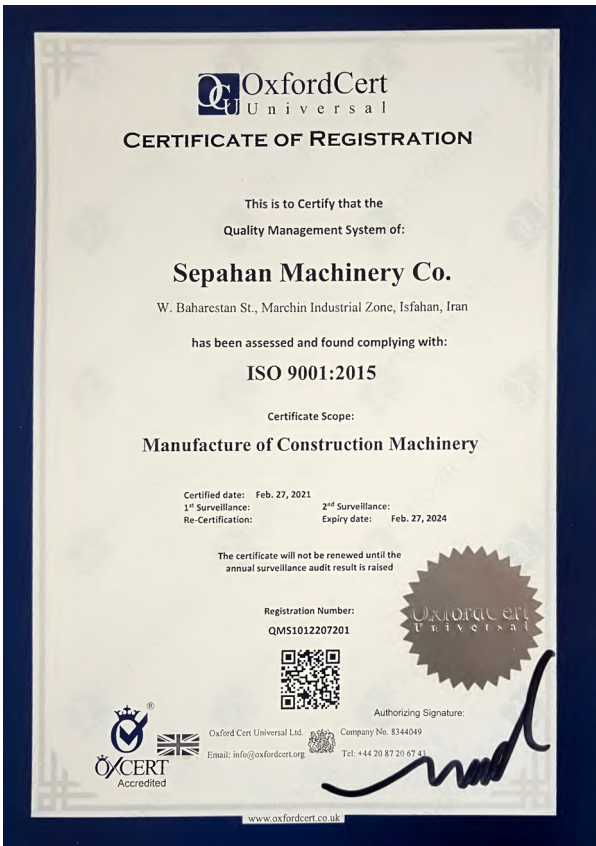 OCU
OxfordCert
Universal
CERTIFICATE OF REGISTRATION
This is to Certify that the
Quality Management System of:
Sepahan Machinery Co.
W. Baharestan St., Marchin Industrial Zone, Isfahan, Iran
has been assessed and found complying with:
ISO 9001:2015
Certificate Scope:
Manufacture of Construction Machinery
Certified date: Feb. 27, 2021
1st Surveillance: 2nd Surveillance:
Re-Certification: Expiry date: Feb. 27, 2024
The certificate will not be renewed until the
annual surveillance audit result is raised
Registration Number:
QMS1012207201
OxfordCert
Universal
Authorizing Signature:
®
OXCERT
Accredited
Oxford Cert Universal Ltd. Company No. 8344049
Email: info@oxfordcert.org Tel: +44 20 87 20 67 43
www.oxfordcert.co.uk